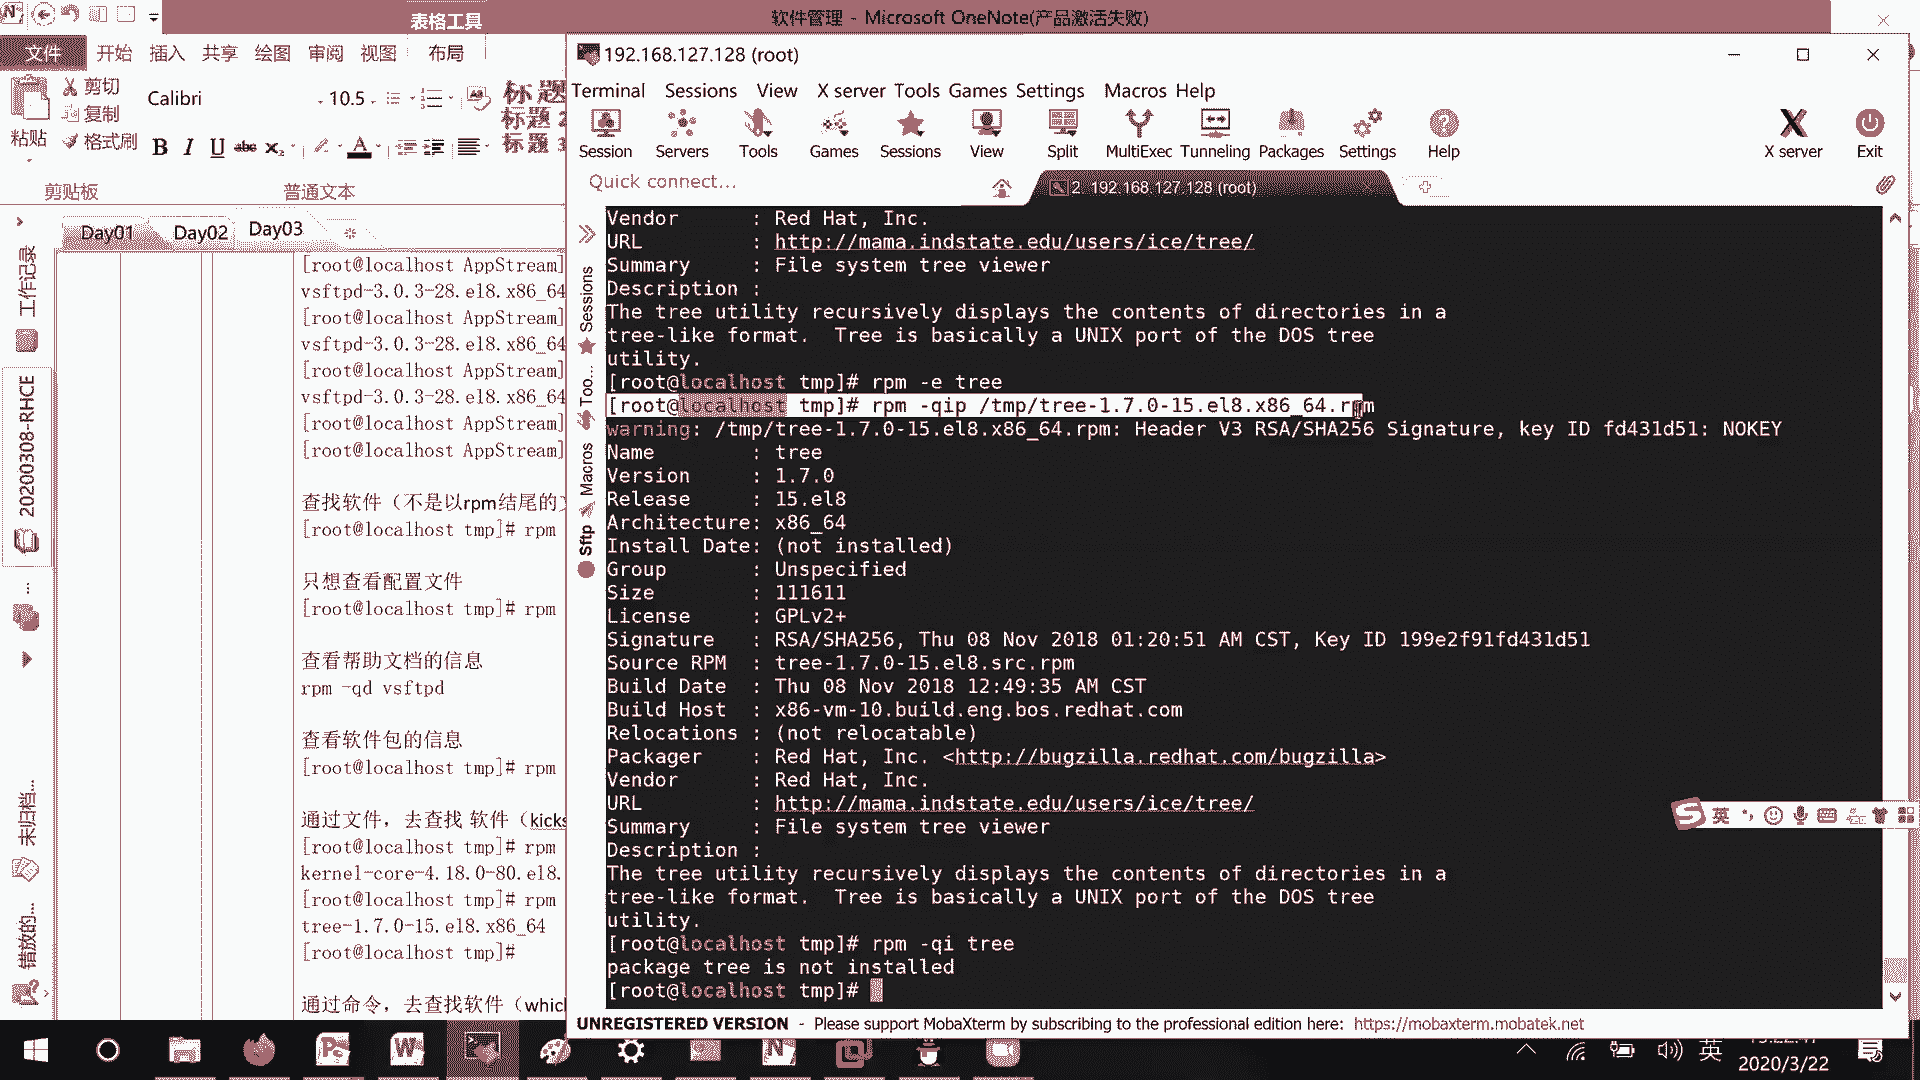 表格工具
软件管理 - Microsoft OneNote(产品激活失败)
文件 开始 插入 共享 绘图 审阅 视图 布局
剪切
复制
格式刷
粘贴
Calibri 10.5
B I U abc
标题
标题 2
标题 3
剪贴板
普通文本
Day01 Day02 Day03
工作记录
20200308-RHCE
...
未归档...
错放的...
[root@localhost AppStream]
vsftpd-3.0.3-28.el8.x86_64
[root@localhost AppStream]
vsftpd-3.0.3-28.el8.x86_64
[root@localhost AppStream]
vsftpd-3.0.3-28.el8.x86_64
[root@localhost AppStream]
[root@localhost AppStream]
查找软件（不是以rpm结尾的
[root@localhost tmp]# rpm
只想查看配置文件
[root@localhost tmp]# rpm
查看帮助文档的信息
rpm -qd vsftpd
查看软件包的信息
[root@localhost tmp]# rpm
通过文件，去查找 软件（kicks
[root@localhost tmp]# rpm
kernel-core-4.18.0-80.el8.
[root@localhost tmp]# rpm
tree-1.7.0-15.el8.x86_64
[root@localhost tmp]#
通过命令，去查找软件（whic
192.168.127.128 (root)
Terminal Sessions View X server Tools Games Settings Macros Help
Session Servers Tools Games Sessions View Split MultiExec Tunneling Packages Settings Help X server Exit
Quick connect...
2. 192.168.127.128 (root)
Sessions
Too...
Macros
Sftp
Vendor      : Red Hat, Inc.
URL         : http://mama.indstate.edu/users/ice/tree/
Summary     : File system tree viewer
Description :
The tree utility recursively displays the contents of directories in a
tree-like format.  Tree is basically a UNIX port of the DOS tree
utility.
[root@localhost tmp]# rpm -e tree
[root@localhost tmp]# rpm -qip /tmp/tree-1.7.0-15.el8.x86_64.rpm
warning: /tmp/tree-1.7.0-15.el8.x86_64.rpm: Header V3 RSA/SHA256 Signature, key ID fd431d51: NOKEY
Name        : tree
Version     : 1.7.0
Release     : 15.el8
Architecture: x86_64
Install Date: (not installed)
Group       : Unspecified
Size        : 111611
License     : GPLv2+
Signature   : RSA/SHA256, Thu 08 Nov 2018 01:20:51 AM CST, Key ID 199e2f91fd431d51
Source RPM  : tree-1.7.0-15.el8.src.rpm
Build Date  : Thu 08 Nov 2018 12:49:35 AM CST
Build Host  : x86-vm-10.build.eng.bos.redhat.com
Relocations : (not relocatable)
Packager    : Red Hat, Inc. <http://bugzilla.redhat.com/bugzilla>
Vendor      : Red Hat, Inc.
URL         : http://mama.indstate.edu/users/ice/tree/
Summary     : File system tree viewer
Description :
The tree utility recursively displays the contents of directories in a
tree-like format.  Tree is basically a UNIX port of the DOS tree
utility.
[root@localhost tmp]# rpm -qi tree
package tree is not installed
[root@localhost tmp]#
英
UNREGISTERED VERSION - Please support MobaXterm by subscribing to the professional edition here: https://mobaxterm.mobatek.net
英
2020/3/22